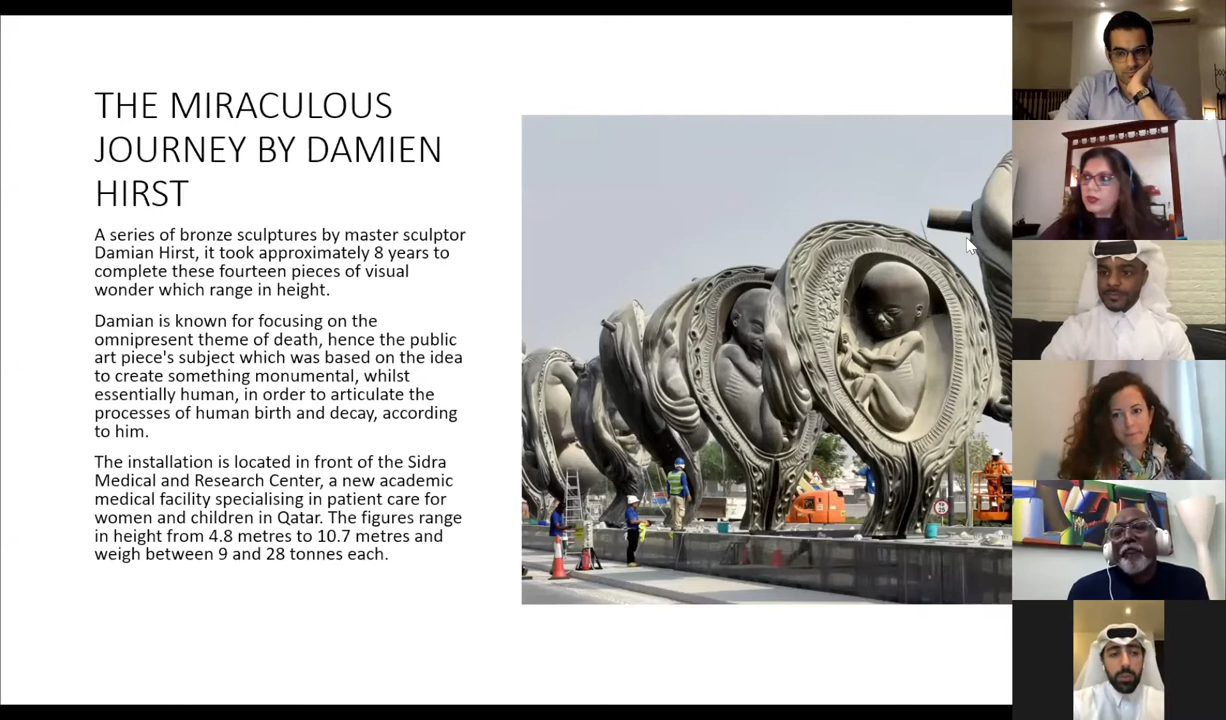 THE MIRACULOUS
JOURNEY BY DAMIEN
HIRST
A series of bronze sculptures by master sculptor
Damian Hirst, it took approximately 8 years to
complete these fourteen pieces of visual
wonder which range in height.
Damian is known for focusing on the
omnipresent theme of death, hence the public
art piece's subject which was based on the idea
to create something monumental, whilst
essentially human, in order to articulate the
processes of human birth and decay, according
to him.
The installation is located in front of the Sidra
Medical and Research Center, a new academic
medical facility specialising in patient care for
women and children in Qatar. The figures range
in height from 4.8 metres to 10.7 metres and
weigh between 9 and 28 tonnes each.